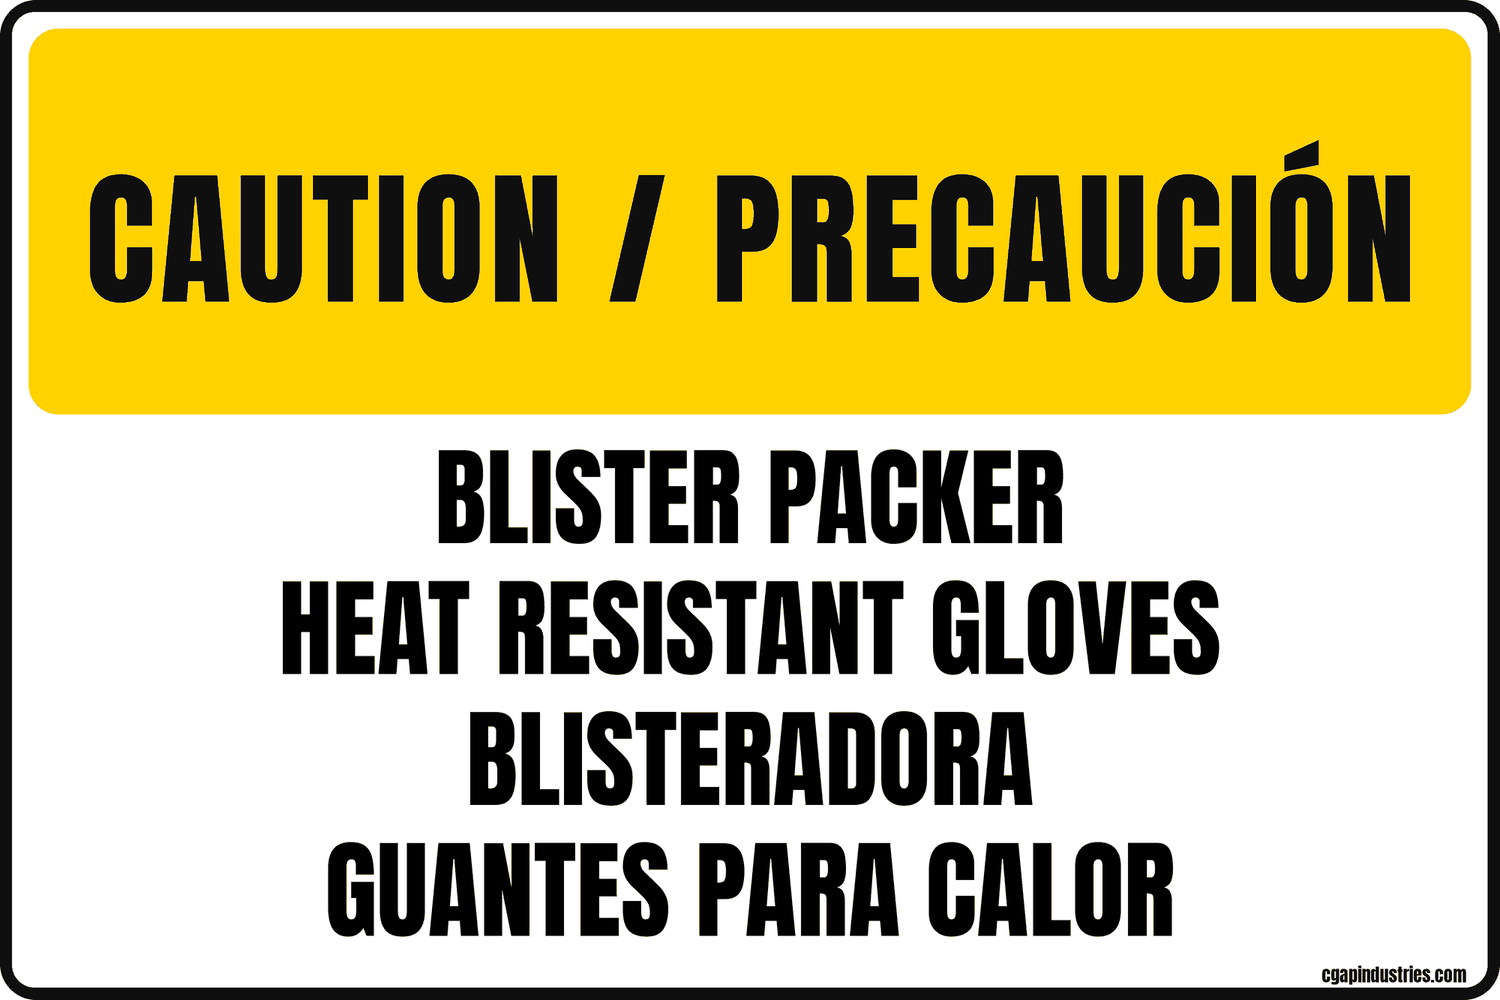 CAUTION / PRECAUCIÓN
BLISTER PACKER
HEAT RESISTANT GLOVES
BLISTERADORA
GUANTES PARA CALOR
cgapindustries.com